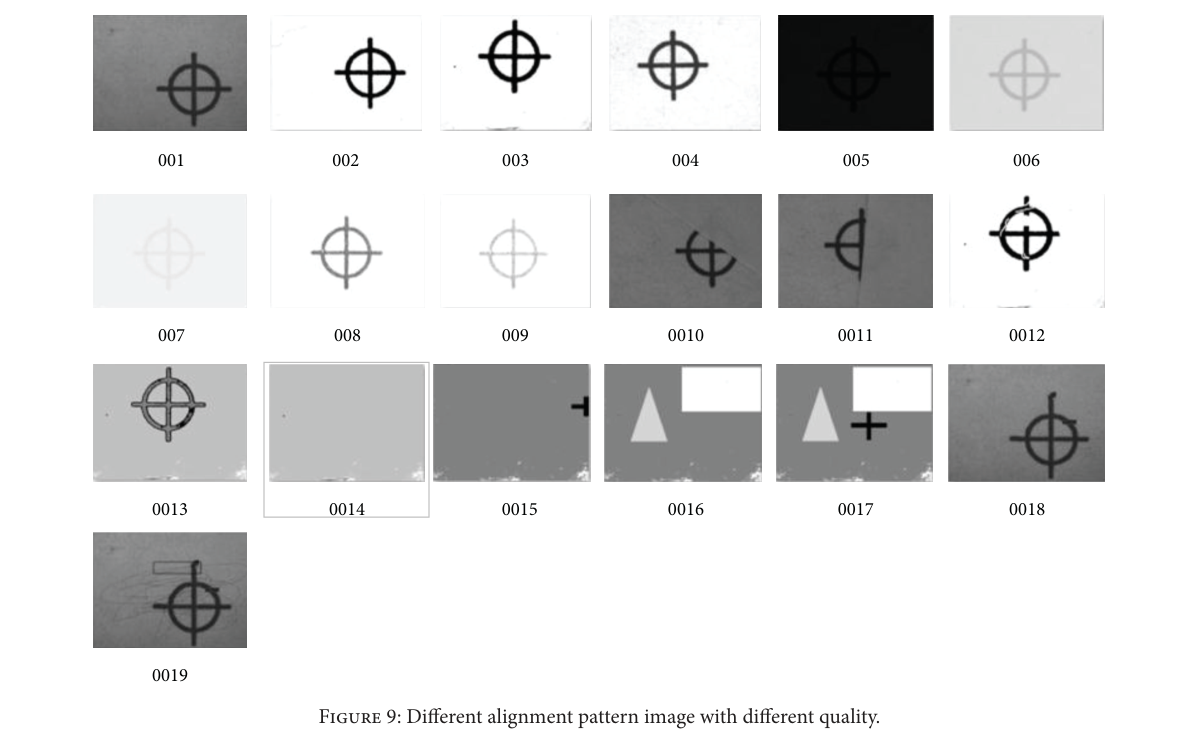 001 002 003 004 005 006
007 008 009 0010 0011 0012
0013 0014 0015 0016 0017 0018
0019
Figure 9: Different alignment pattern image with different quality.